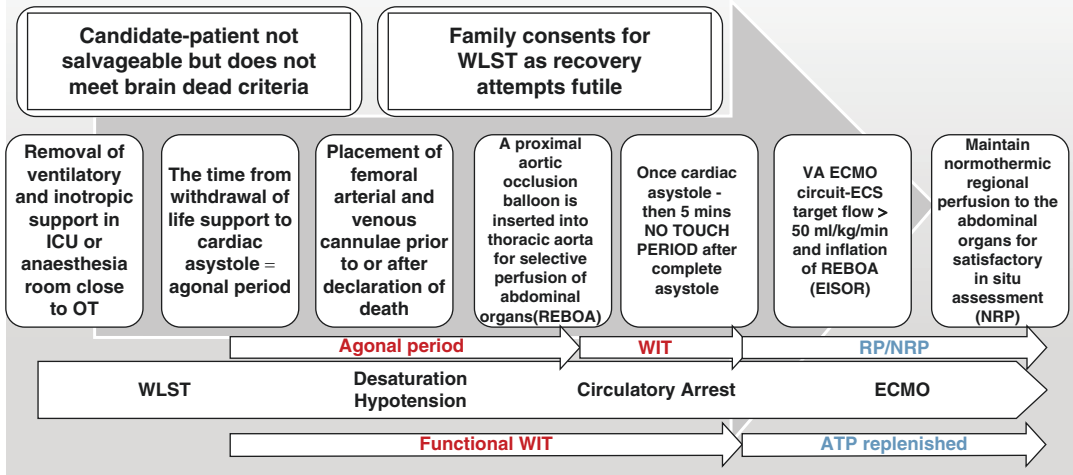 Candidate-patient not
salvageable but does not
meet brain dead criteria
Family consents for
WLST as recovery
attempts futile
Removal of
ventilatory
and inotropic
support in
ICU or
anaesthesia
room close
to OT
The time from
withdrawal of
life support to
cardiac
asystole =
agonal period
Placement of
femoral
arterial and
venous
cannulae prior
to or after
declaration of
death
A proximal
aortic
occlusion
balloon is
inserted into
thoracic aorta
for selective
perfusion of
abdominal
organs(REBOA)
Once cardiac
asystole -
then 5 mins
NO TOUCH
PERIOD after
complete
asystole
VA ECMO
circuit-ECS
target flow >
50 ml/kg/min
and inflation
of REBOA
(EISOR)
Maintain
normothermic
regional
perfusion to the
abdominal
organs for
satisfactory
in situ
assessment
(NRP)
Agonal period
WIT
RP/NRP
WLST
Desaturation
Hypotension
Circulatory Arrest
ECMO
Functional WIT
ATP replenished